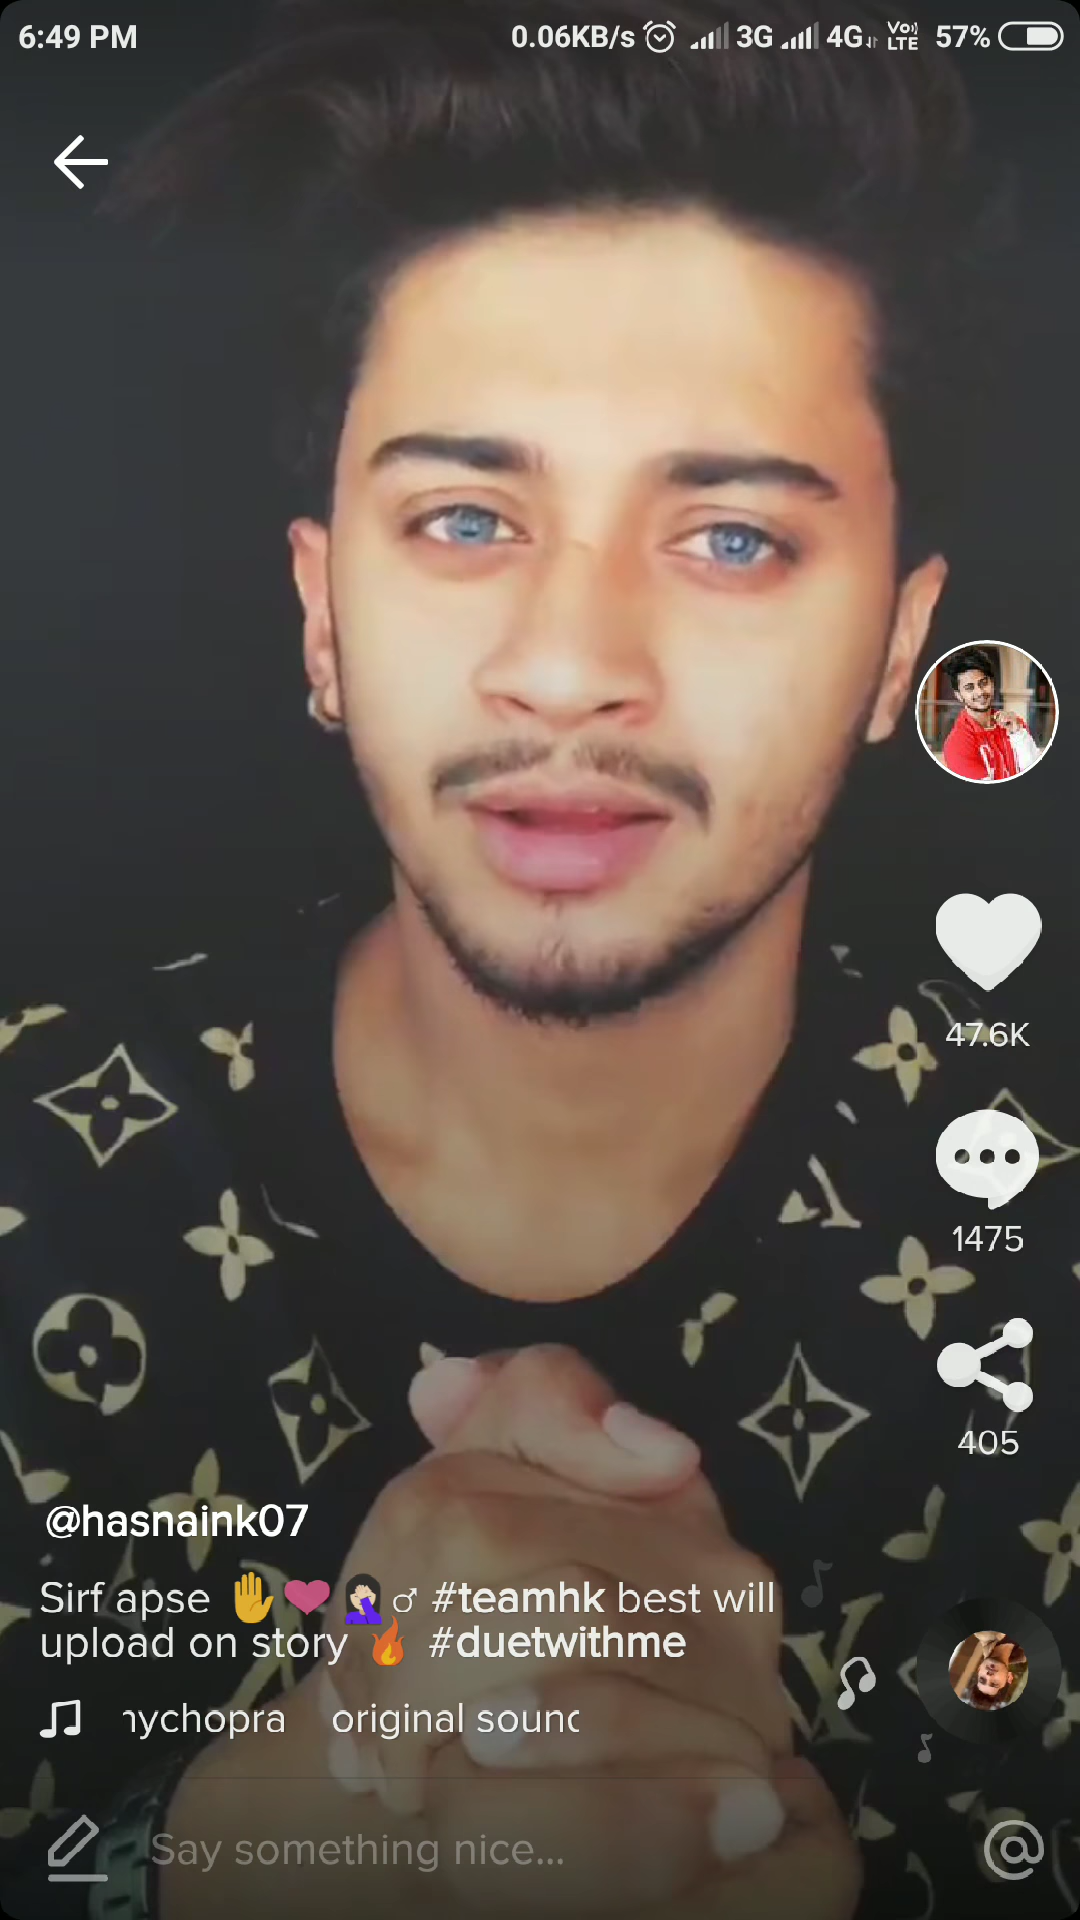 6:49 PM 0.06KB/s 3G 4G Vo) LTE 57%
47.6K
1475
405
@hasnaink07
Sirf apse ✋❤🤦🏻‍♀♂ #teamhk best will
upload on story 🔥 #duetwithme
ychopra original soun
Say something nice...